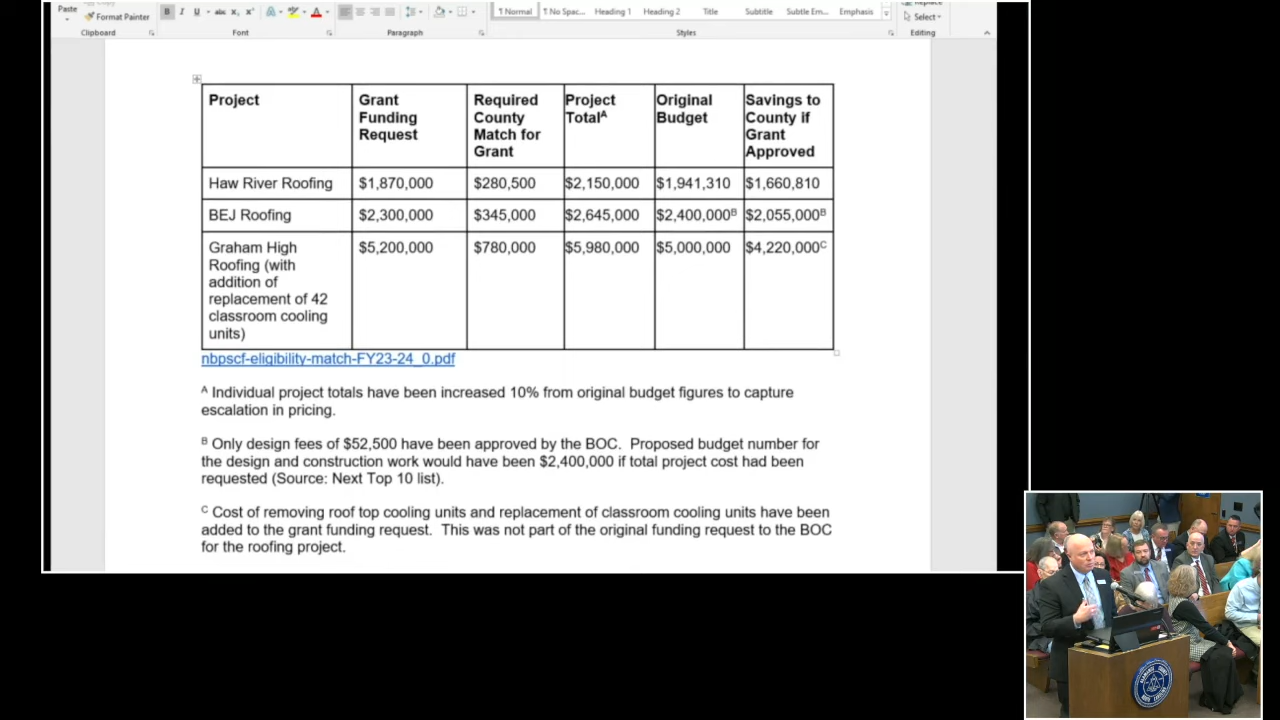 Paste
Format Painter
B I U abc x₂ x² A A
¶ Normal ¶ No Spac... Heading 1 Heading 2 Title Subtitle Subtle Em... Emphasis
Select
Clipboard Font Paragraph Styles Editing
Project Grant Funding Request Required County Match for Grant Project Totalᴬ Original Budget Savings to County if Grant Approved
Haw River Roofing $1,870,000 $280,500 $2,150,000 $1,941,310 $1,660,810
BEJ Roofing $2,300,000 $345,000 $2,645,000 $2,400,000ᴮ $2,055,000ᴮ
Graham High $5,200,000 $780,000 $5,980,000 $5,000,000 $4,220,000ᶜ
Roofing (with
addition of
replacement of 42
classroom cooling
units)
nbpscf-eligibility-match-FY23-24_0.pdf
ᴬ Individual project totals have been increased 10% from original budget figures to capture
escalation in pricing.
ᴮ Only design fees of $52,500 have been approved by the BOC. Proposed budget number for
the design and construction work would have been $2,400,000 if total project cost had been
requested (Source: Next Top 10 list).
ᶜ Cost of removing roof top cooling units and replacement of classroom cooling units have been
added to the grant funding request. This was not part of the original funding request to the BOC
for the roofing project.